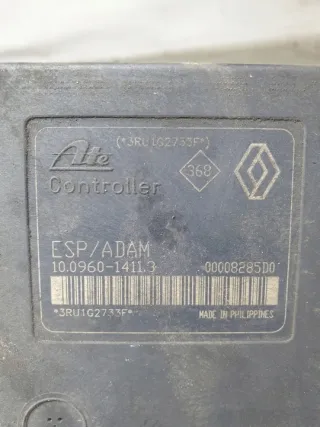 (*3RU1G2733F*)
Ate
368
Controller
ESP/ADAM
10.0960-1411.3 00008285D0
*3RU1G2733F* MADE IN PHILIPPINES